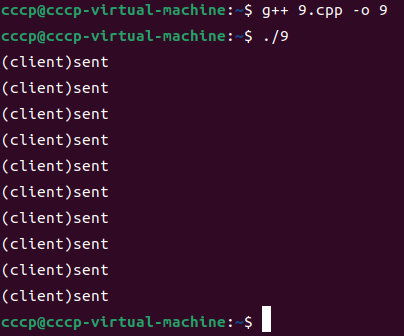 cccp@cccp-virtual-machine:~$ g++ 9.cpp -o 9
cccp@cccp-virtual-machine:~$ ./9
(client)sent
(client)sent
(client)sent
(client)sent
(client)sent
(client)sent
(client)sent
(client)sent
(client)sent
(client)sent
cccp@cccp-virtual-machine:~$